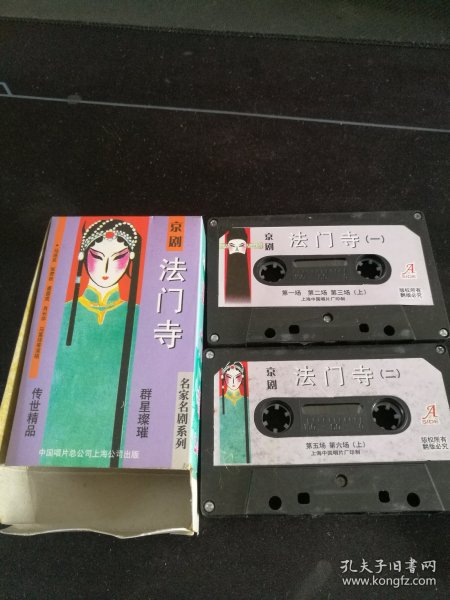 京剧
法门寺
群星璨璀
名家名剧系列
传世精品
中国唱片总公司上海公司出版
京剧
法门寺(一)
第一场 第二场 第三场(上)
上海中国唱片厂印制
A
SIDE
版权所有
翻版必究
京剧
法门寺(二)
第五场 第六场(上)
上海中国唱片厂印制
A
SIDE
版权所有
翻版必究
孔夫子旧书网
www.kongfz.com